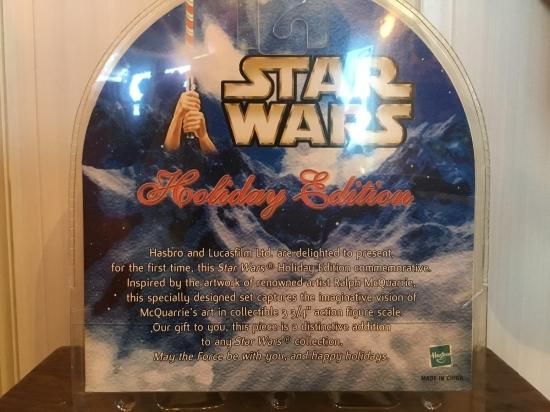 STAR
WARS
Holiday Edition
Hasbro and Lucasfilm Ltd. are delighted to present,
for the first time, this Star Wars® Holiday Edition commemorative.
Inspired by the artwork of renowned artist Ralph McQuarrie,
this specially designed set captures the imaginative vision of
McQuarrie's art in collectible 3 3/4" action figure scale.
Our gift to you, this piece is a distinctive addition
to any Star Wars® collection.
May the Force be with you, and happy holidays.
Hasbro
MADE IN CHINA